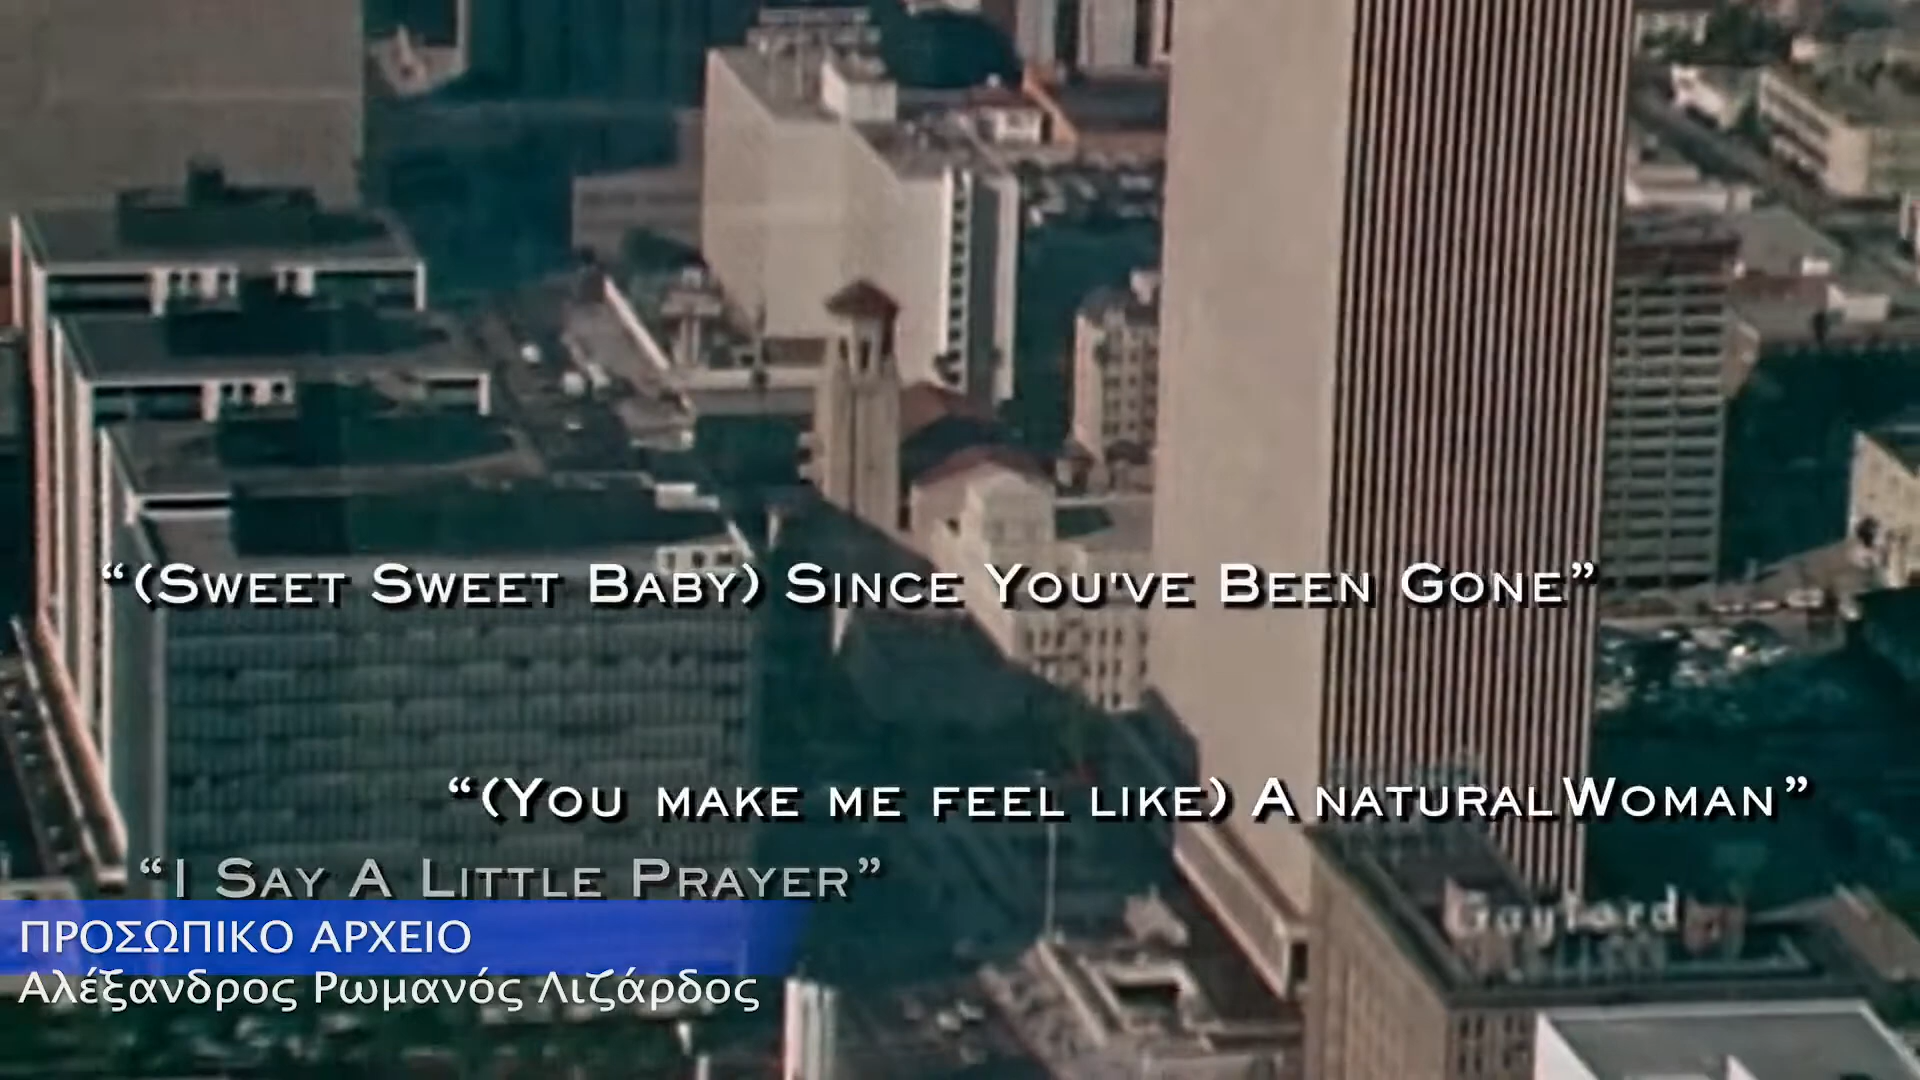 “(SWEET SWEET BABY) SINCE YOU'VE BEEN GONE”
“(YOU MAKE ME FEEL LIKE) A NATURAL WOMAN”
“I SAY A LITTLE PRAYER”
Gaylord
ΠΡΟΣΩΠΙΚΟ ΑΡΧΕΙΟ
Αλέξανδρος Ρωμανός Λιζάρδος